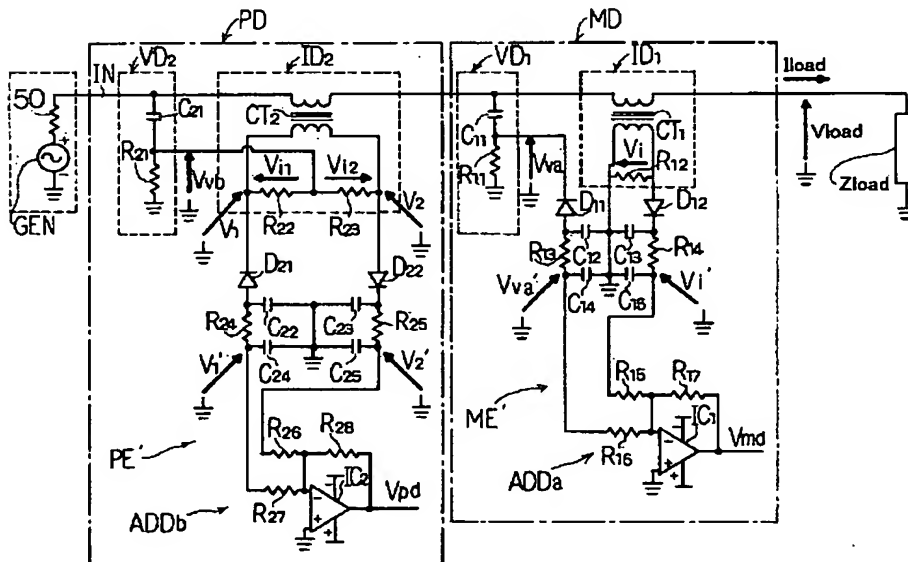 PD
MD
VD2
ID2
VD1
ID1
IN
50
C21
CT2
C11
CT1
Iload
Vload
Zload
GEN
R21
Vvb
Vi1
Vi2
R11
Vva
Vi
R12
V1
R22
R23
V2
D11
D12
D21
D22
R13
C12
C13
R14
Vva'
C14
C16
Vi'
R24
C22
C23
R25
V1'
C24
C25
V2'
R15
R17
ME'
IC1
Vmd
R16
ADDa
R26
R28
PE'
IC2
Vpd
R27
ADDb